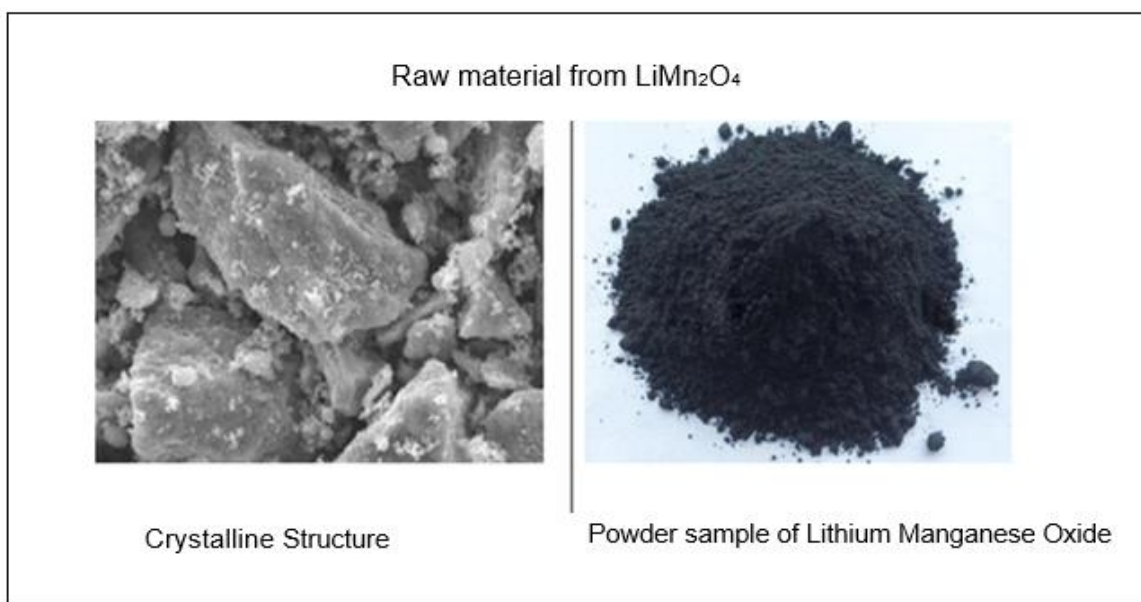 Raw material from LiMn₂O₄
Crystalline Structure
Powder sample of Lithium Manganese Oxide